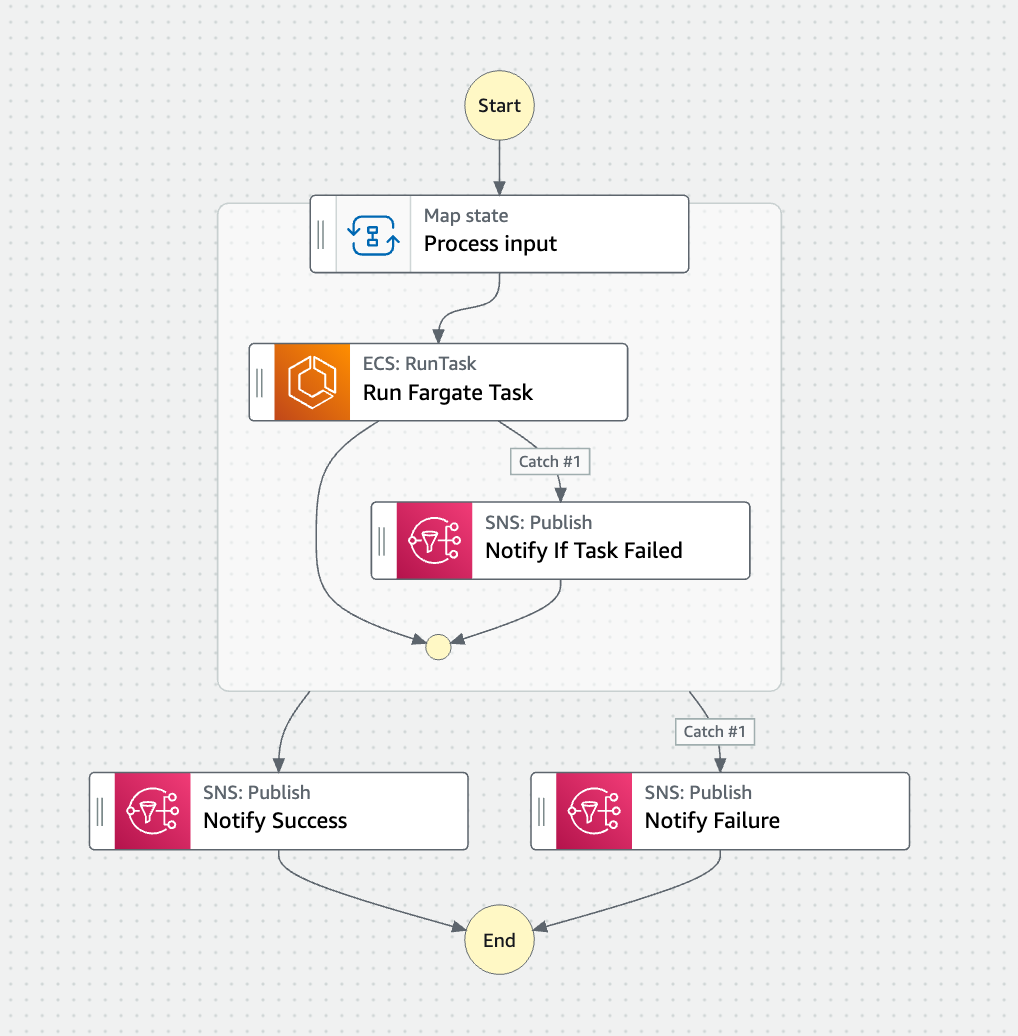 Start
Map state
Process input
ECS: RunTask
Run Fargate Task
Catch #1
SNS: Publish
Notify If Task Failed
Catch #1
SNS: Publish
Notify Success
SNS: Publish
Notify Failure
End